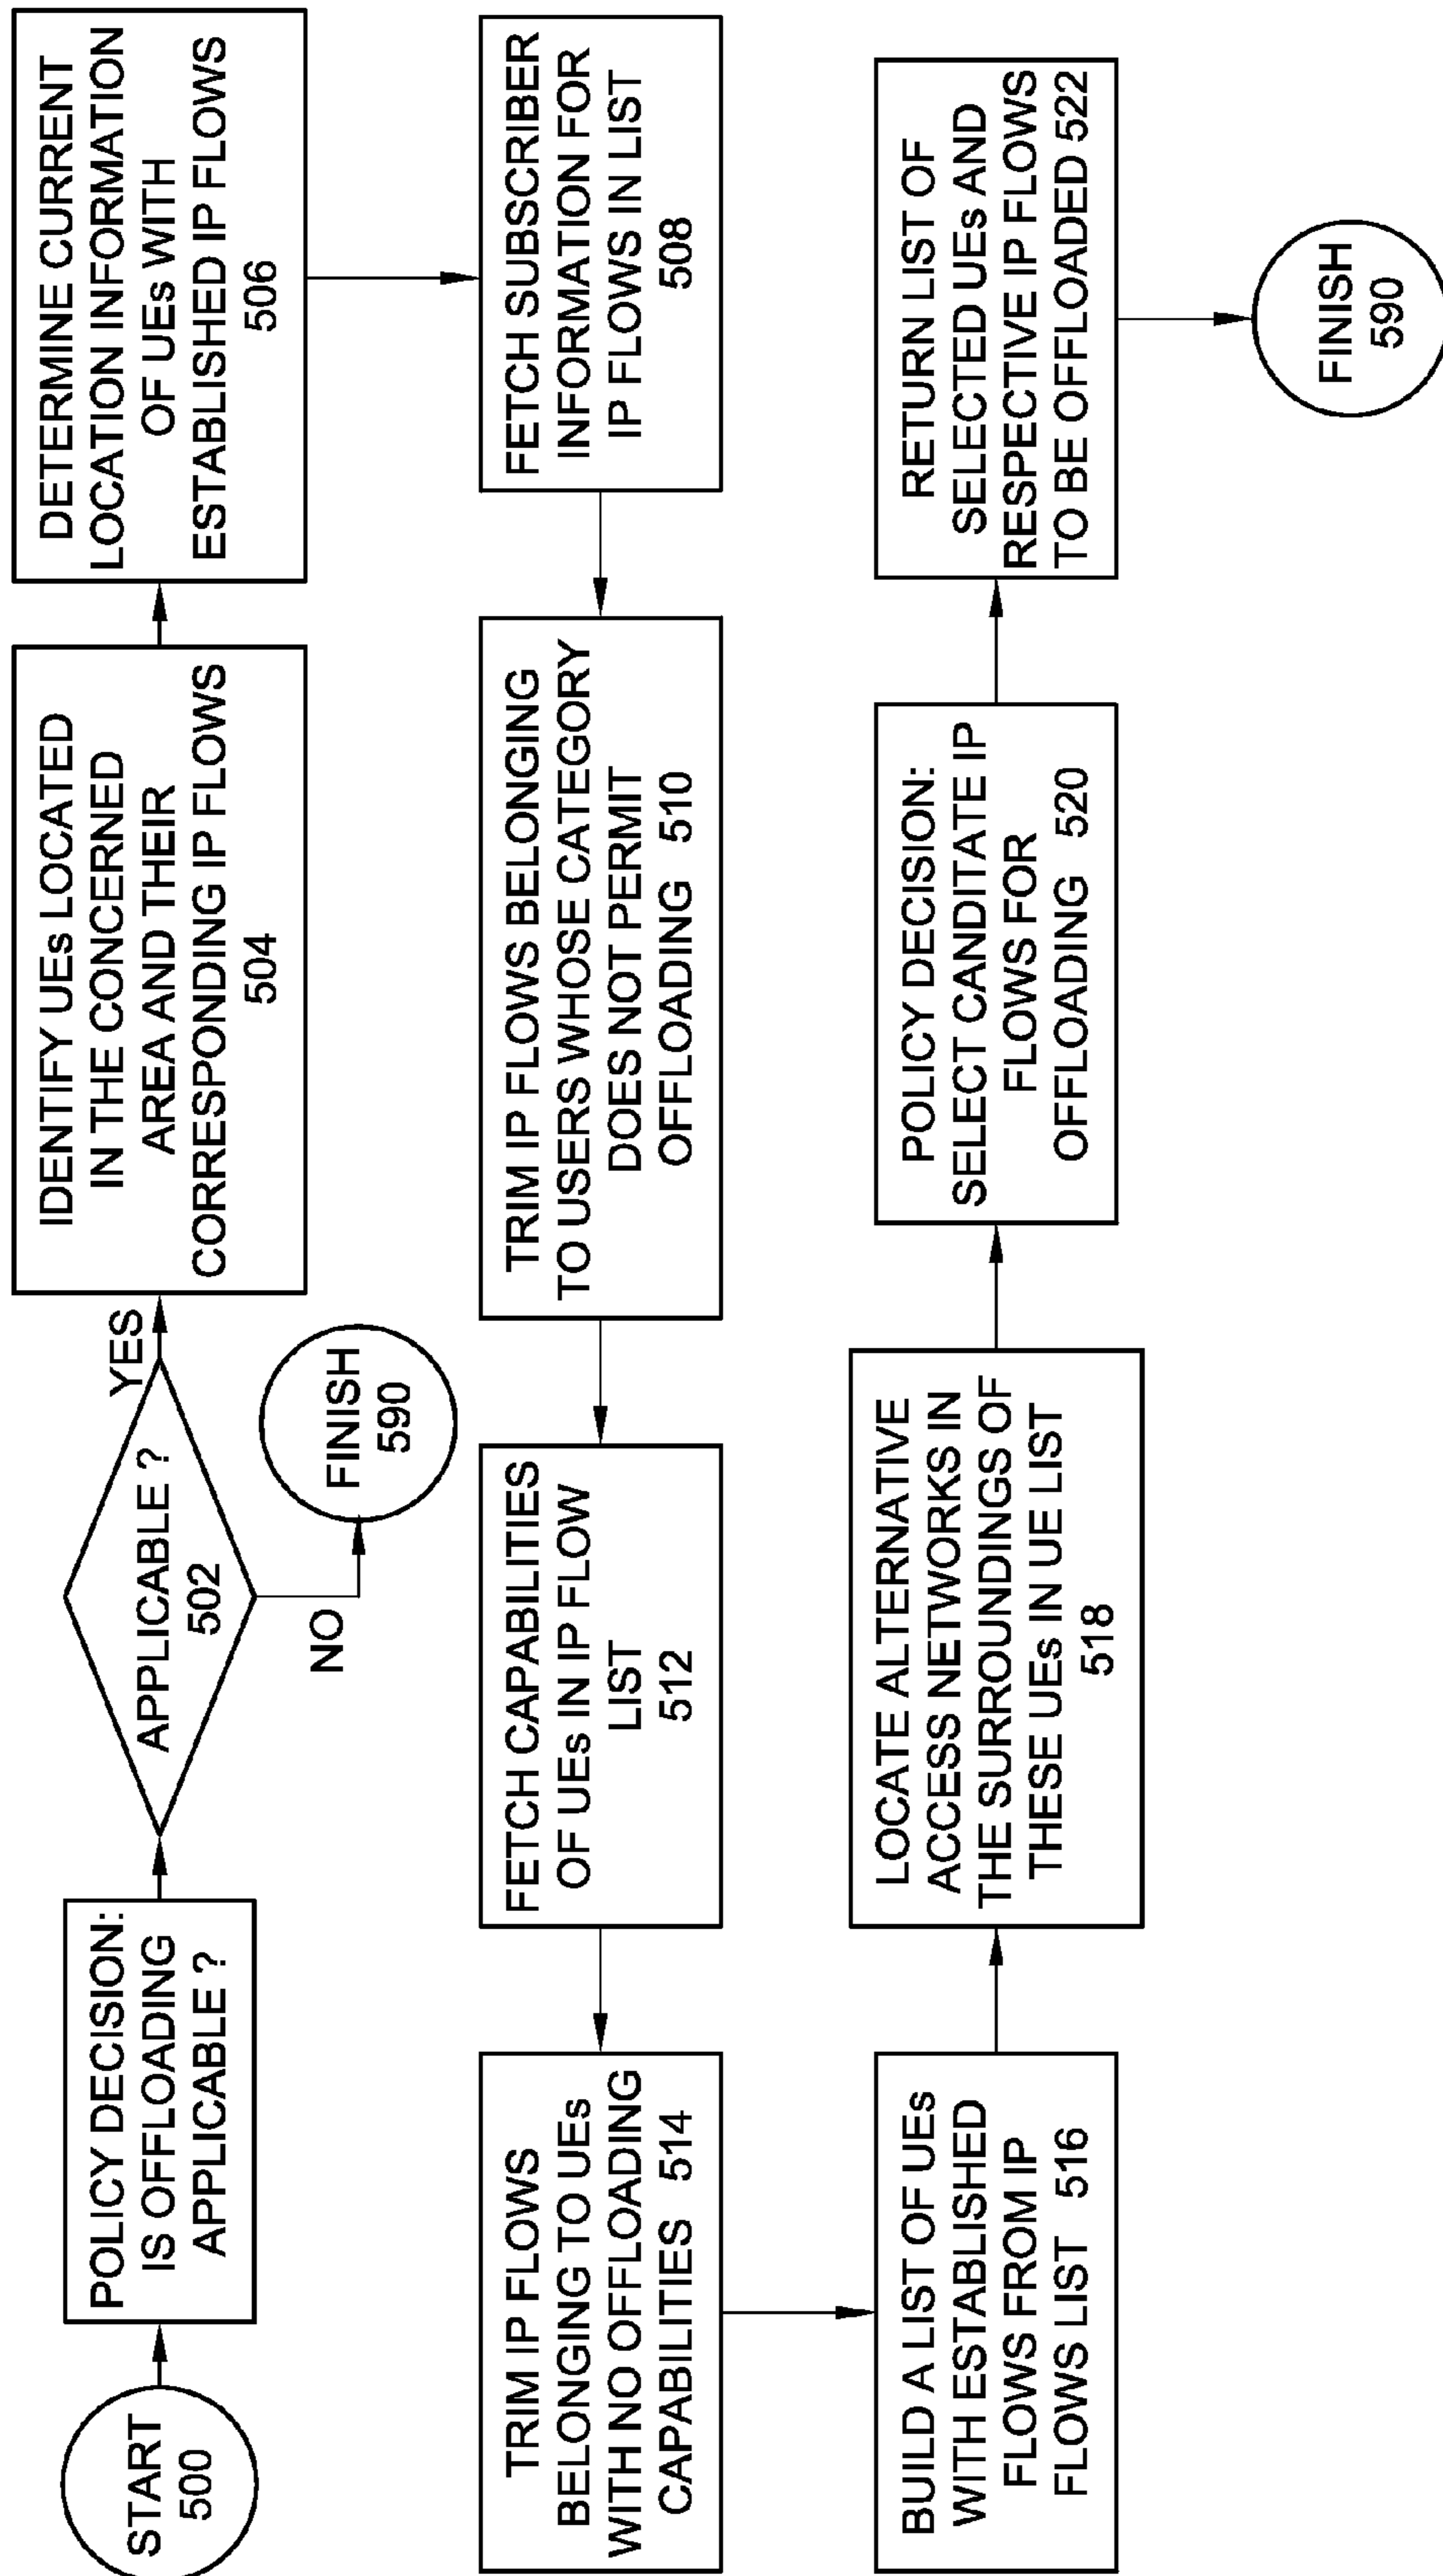 START
500
POLICY DECISION:
IS OFFLOADING
APPLICABLE ?
APPLICABLE ?
502
YES
NO
FINISH
590
IDENTIFY UEs LOCATED
IN THE CONCERNED
AREA AND THEIR
CORRESPONDING IP FLOWS
504
DETERMINE CURRENT
LOCATION INFORMATION
OF UEs WITH
ESTABLISHED IP FLOWS
506
FETCH SUBSCRIBER
INFORMATION FOR
IP FLOWS IN LIST
508
TRIM IP FLOWS BELONGING
TO USERS WHOSE CATEGORY
DOES NOT PERMIT
OFFLOADING 510
FETCH CAPABILITIES
OF UEs IN IP FLOW
LIST
512
TRIM IP FLOWS
BELONGING TO UEs
WITH NO OFFLOADING
CAPABILITIES 514
BUILD A LIST OF UEs
WITH ESTABLISHED
FLOWS FROM IP
FLOWS LIST 516
LOCATE ALTERNATIVE
ACCESS NETWORKS IN
THE SURROUNDINGS OF
THESE UEs IN UE LIST
518
POLICY DECISION:
SELECT CANDITATE IP
FLOWS FOR
OFFLOADING 520
RETURN LIST OF
SELECTED UEs AND
RESPECTIVE IP FLOWS
TO BE OFFLOADED 522
FINISH
590